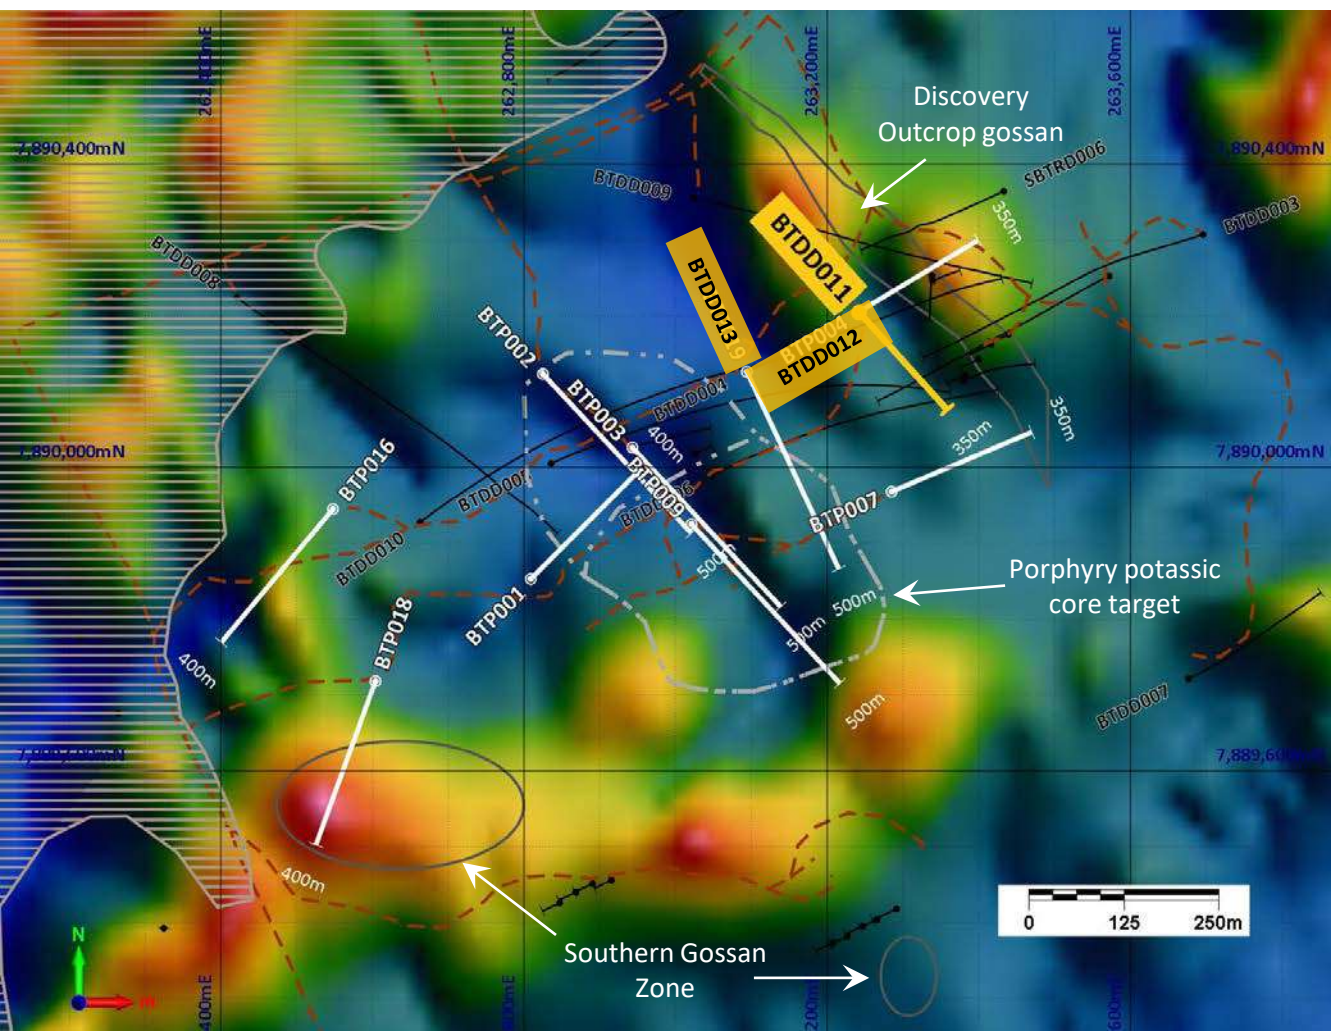 262,800mE
263,200mE
263,600mE
Discovery
Outcrop gossan
7,890,400mN
7,890,400mN
SBTRD006
BTDD009
BTDD003
350m
BTDD008
BTDD011
BTDD013
BTP004
BTDD012
BTP002
BTP003
BTDD004
400m
350m
350m
7,890,000mN
7,890,000mN
BTP016
BTP009
BTP007
BTDD010
BTP001
500m
Porphyry potassic
core target
500m
BTP018
500m
400m
500m
BTDD007
7,889,600mN
400m
0
125
250m
N
Southern Gossan
Zone